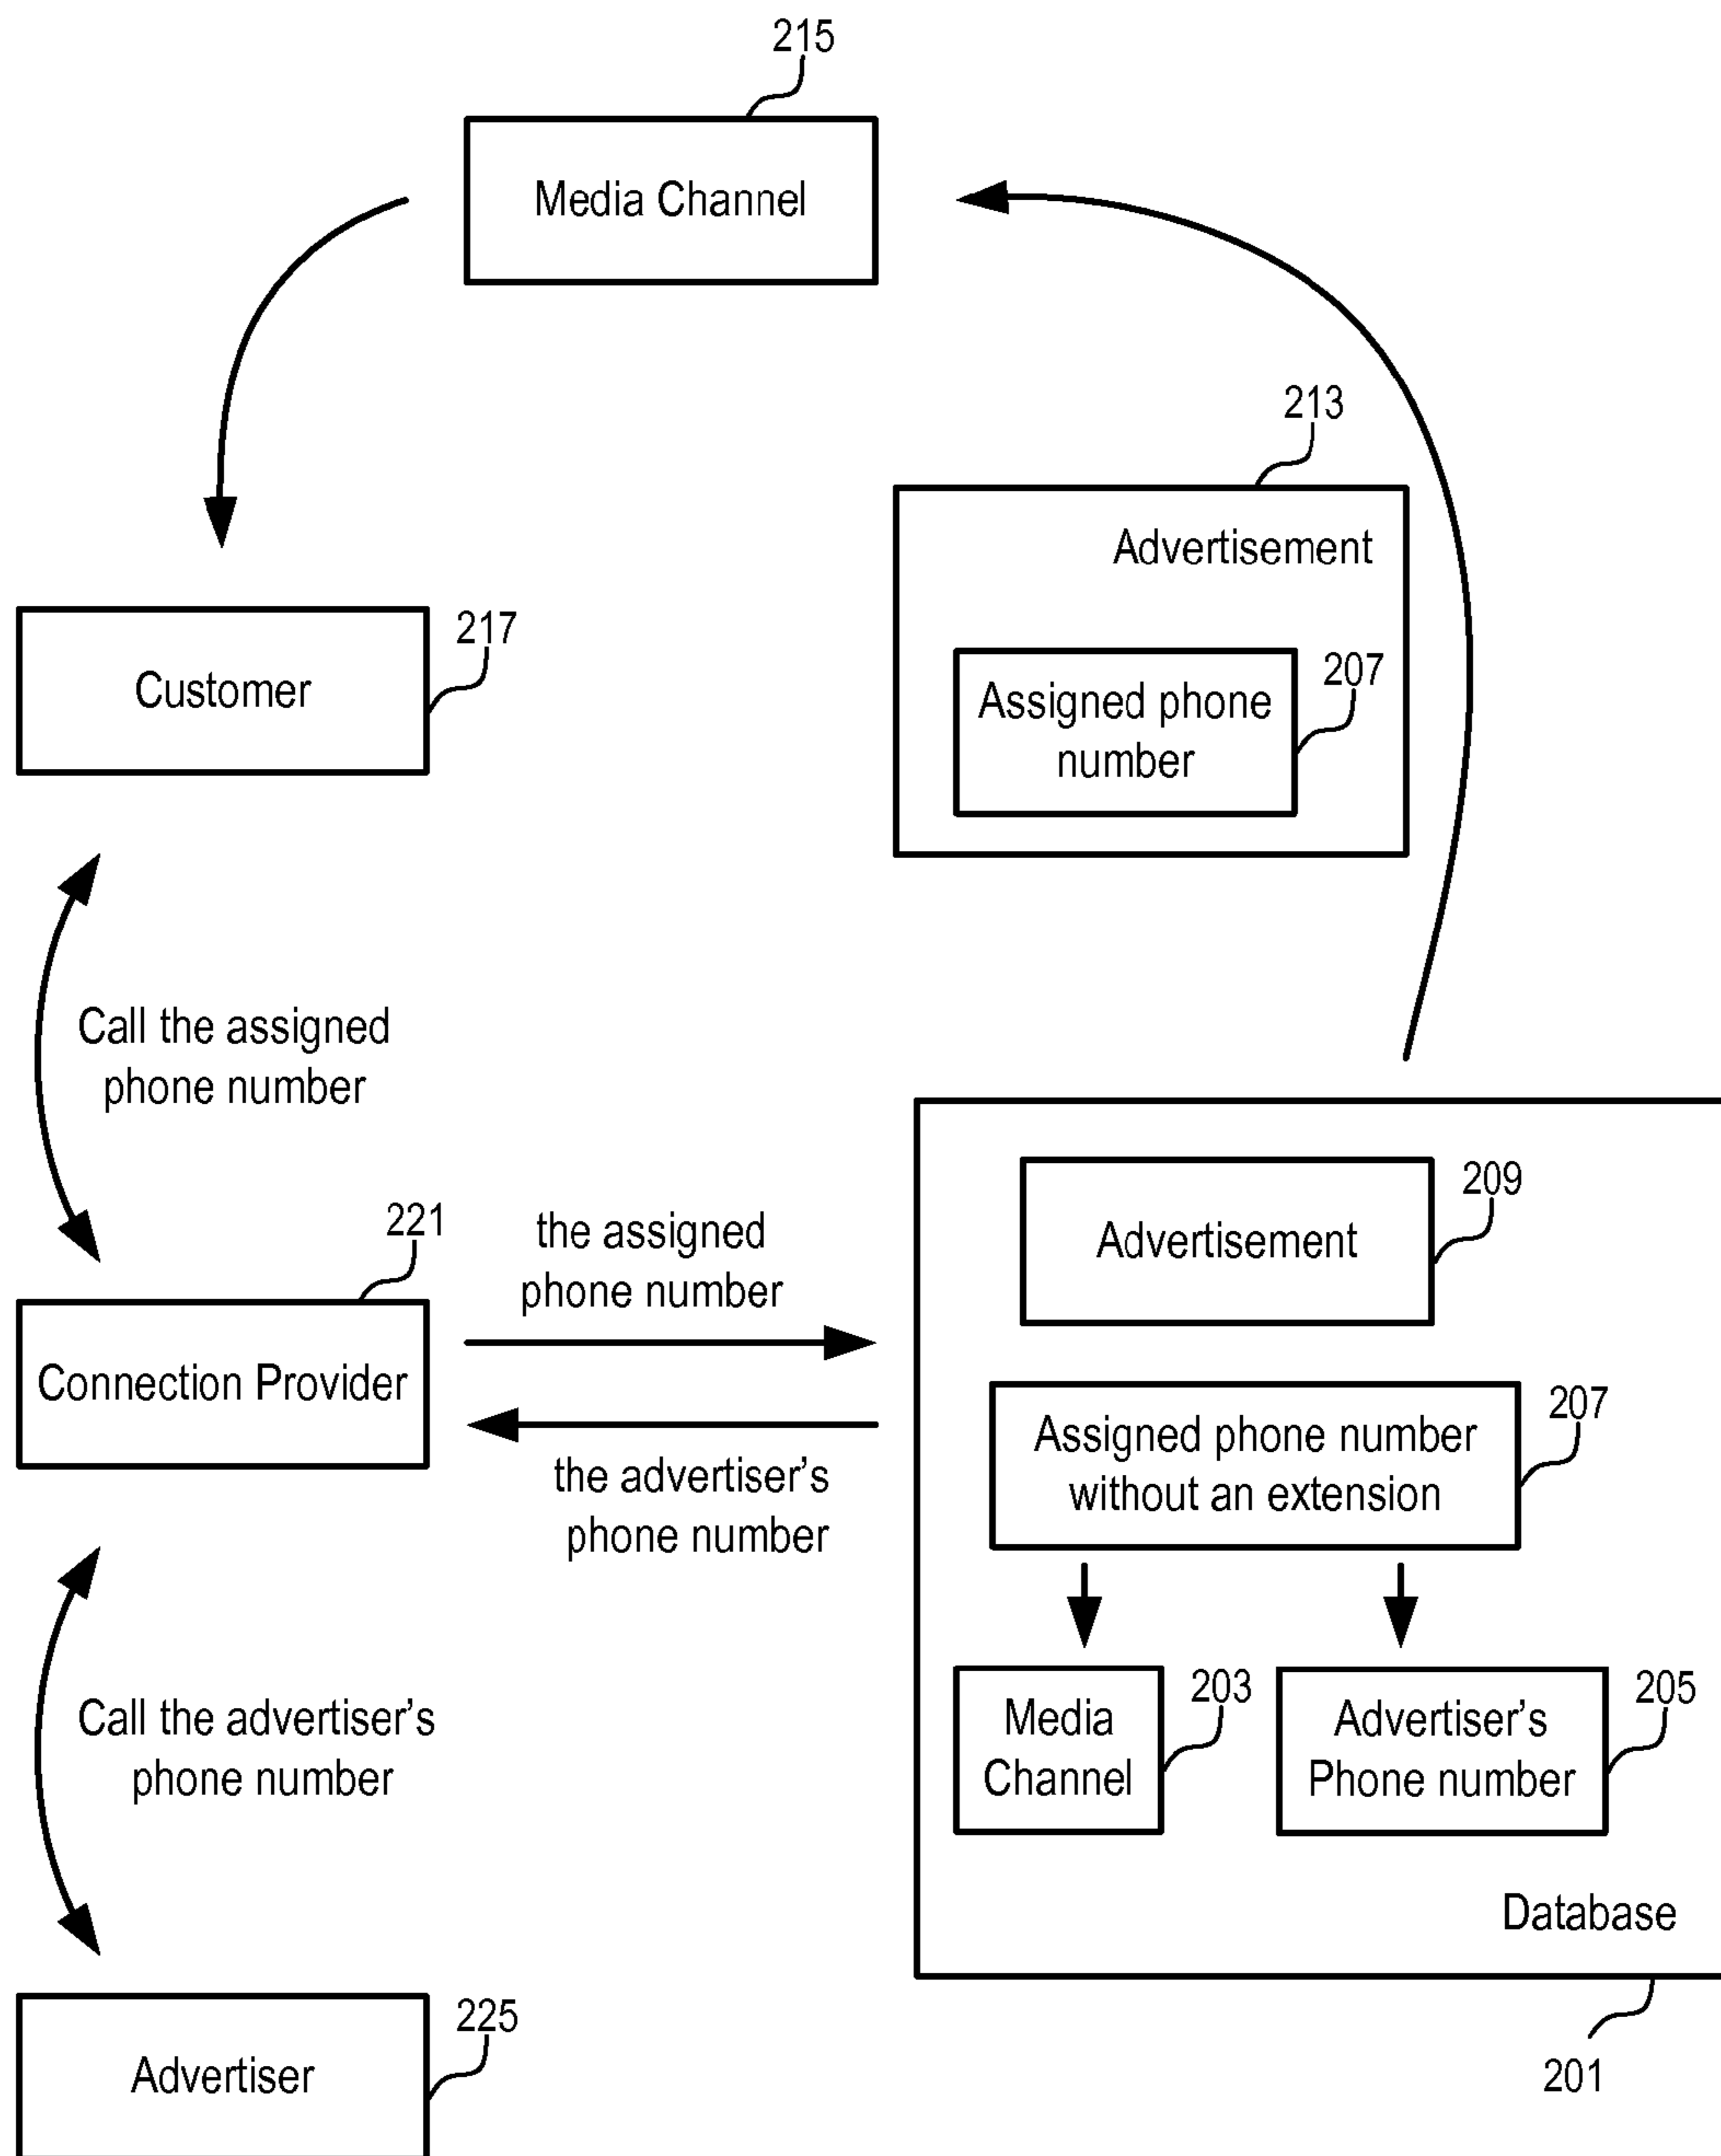 215
Media Channel
213
Advertisement
207
Assigned phone
number
217
Customer
Call the assigned
phone number
221
Connection Provider
the assigned
phone number
the advertiser's
phone number
209
Advertisement
207
Assigned phone number
without an extension
203
Media
Channel
205
Advertiser's
Phone number
Database
201
Call the advertiser's
phone number
225
Advertiser